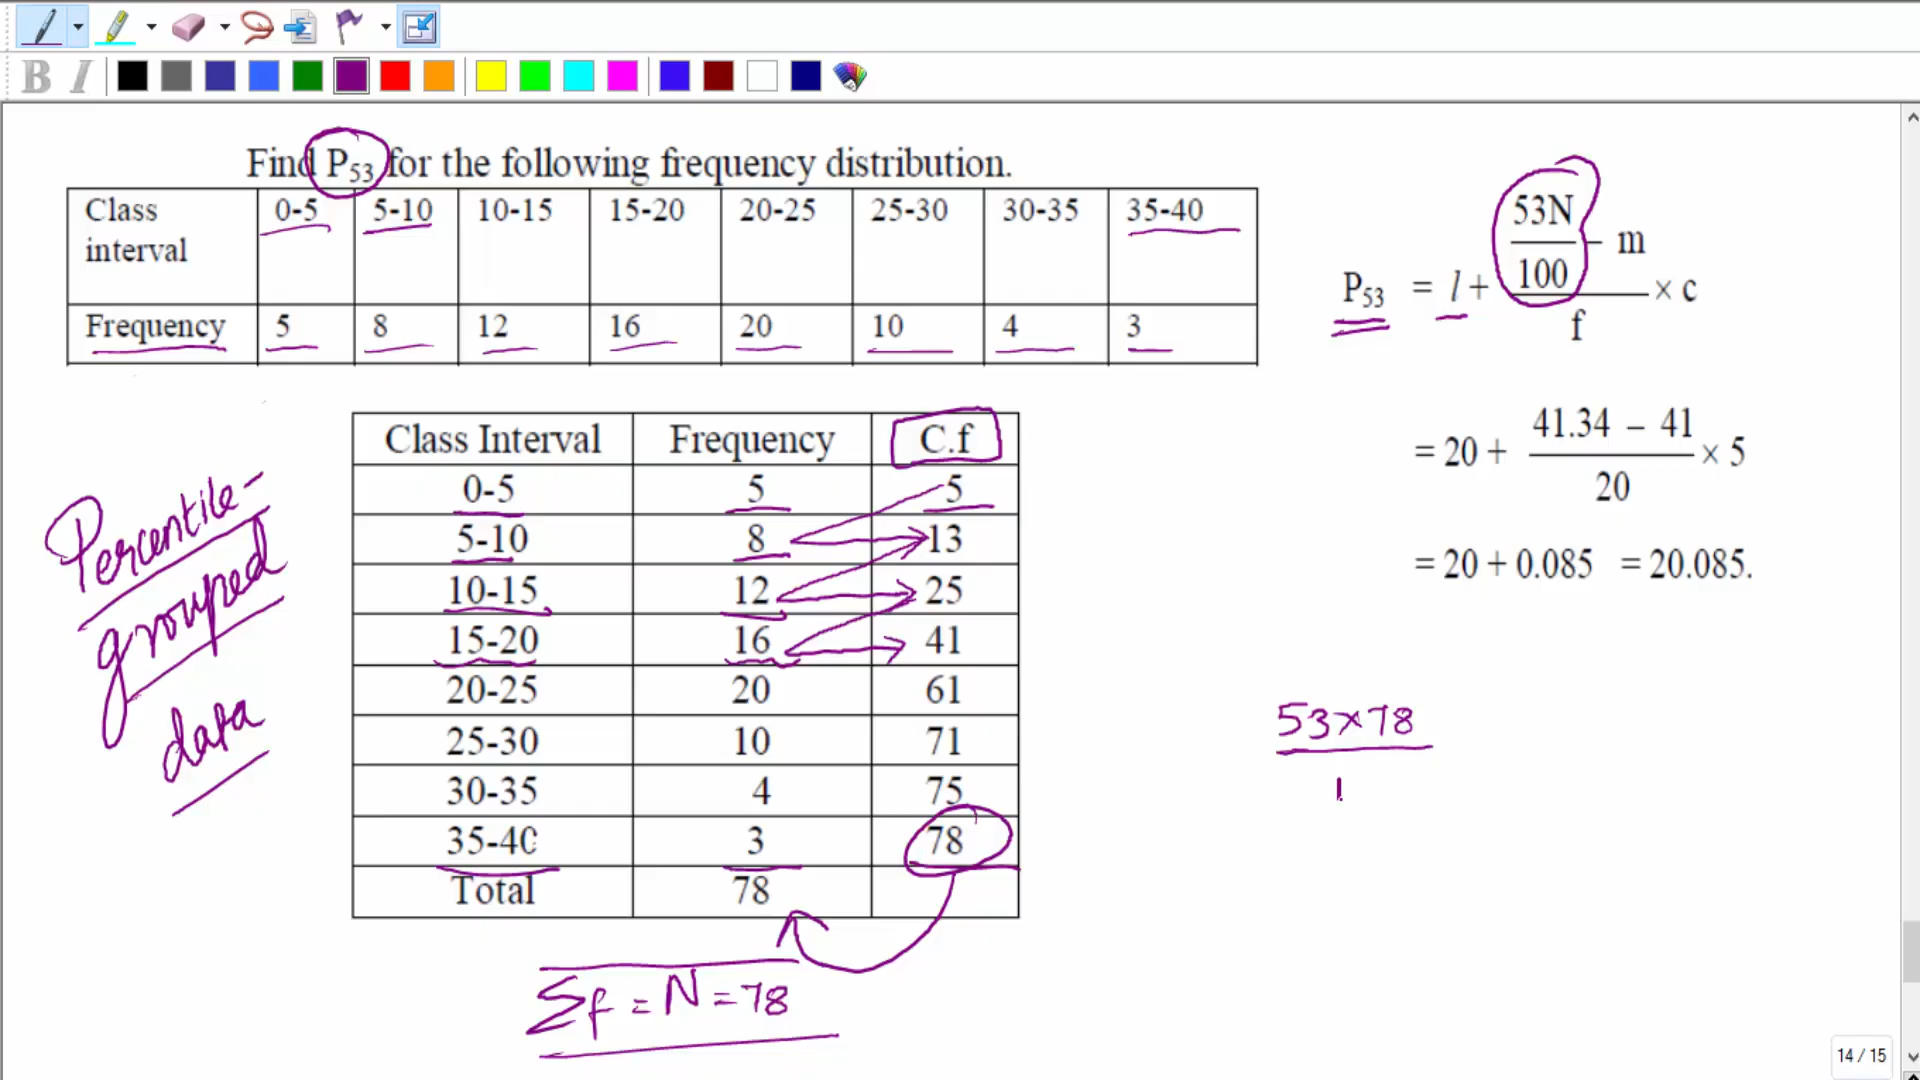 B I
Find P53 for the following frequency distribution.
Class interval 0-5 5-10 10-15 15-20 20-25 25-30 30-35 35-40
Frequency 5 8 12 16 20 10 4 3
P53 = l + (53N/100 – m)/f × c
= 20 + (41.34 – 41)/20 × 5
= 20 + 0.085 = 20.085.
Class Interval Frequency C.f
0-5 5 5
5-10 8 13
10-15 12 25
15-20 16 41
20-25 20 61
25-30 10 71
30-35 4 75
35-40 3 78
Total 78
Percentile -
grouped
data
Σf = N = 78
53×78
1
14 / 15